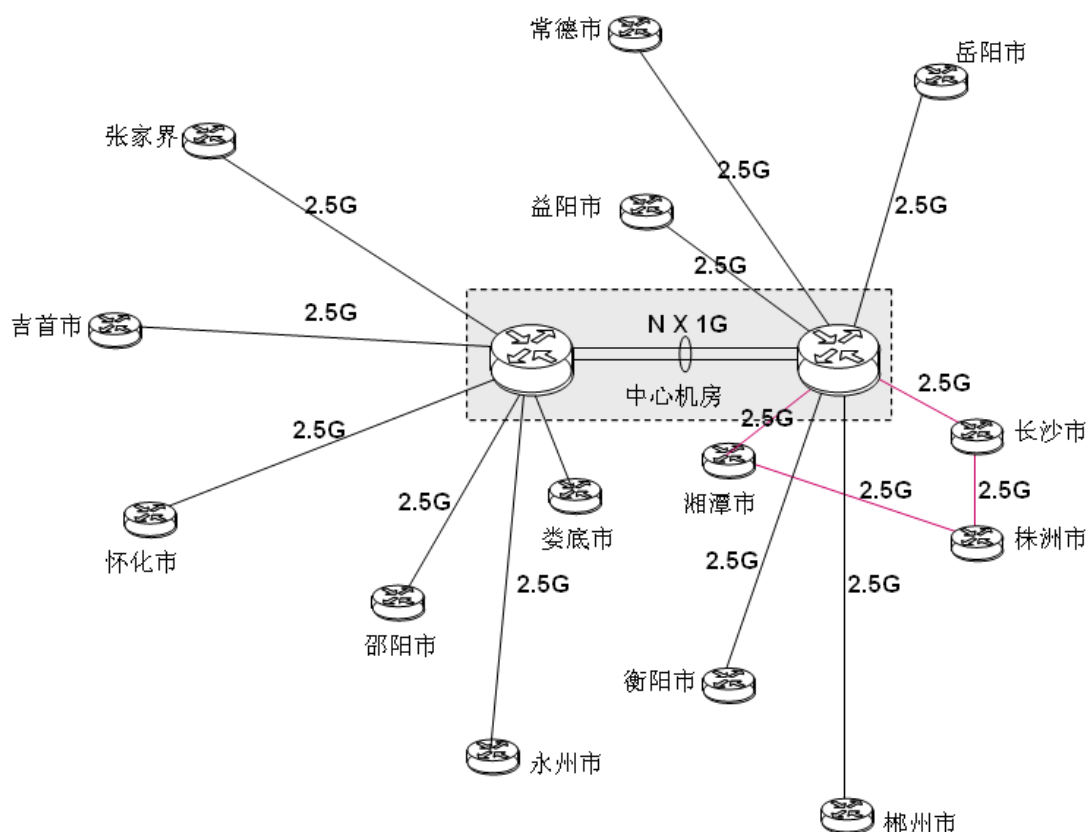 常德市
岳阳市
张家界
2.5G
2.5G
益阳市
2.5G
2.5G
吉首市
2.5G
N X 1G
中心机房
2.5G
2.5G
长沙市
2.5G
湘潭市
2.5G
2.5G
株洲市
怀化市
2.5G
娄底市
2.5G
2.5G
2.5G
邵阳市
衡阳市
永州市
郴州市